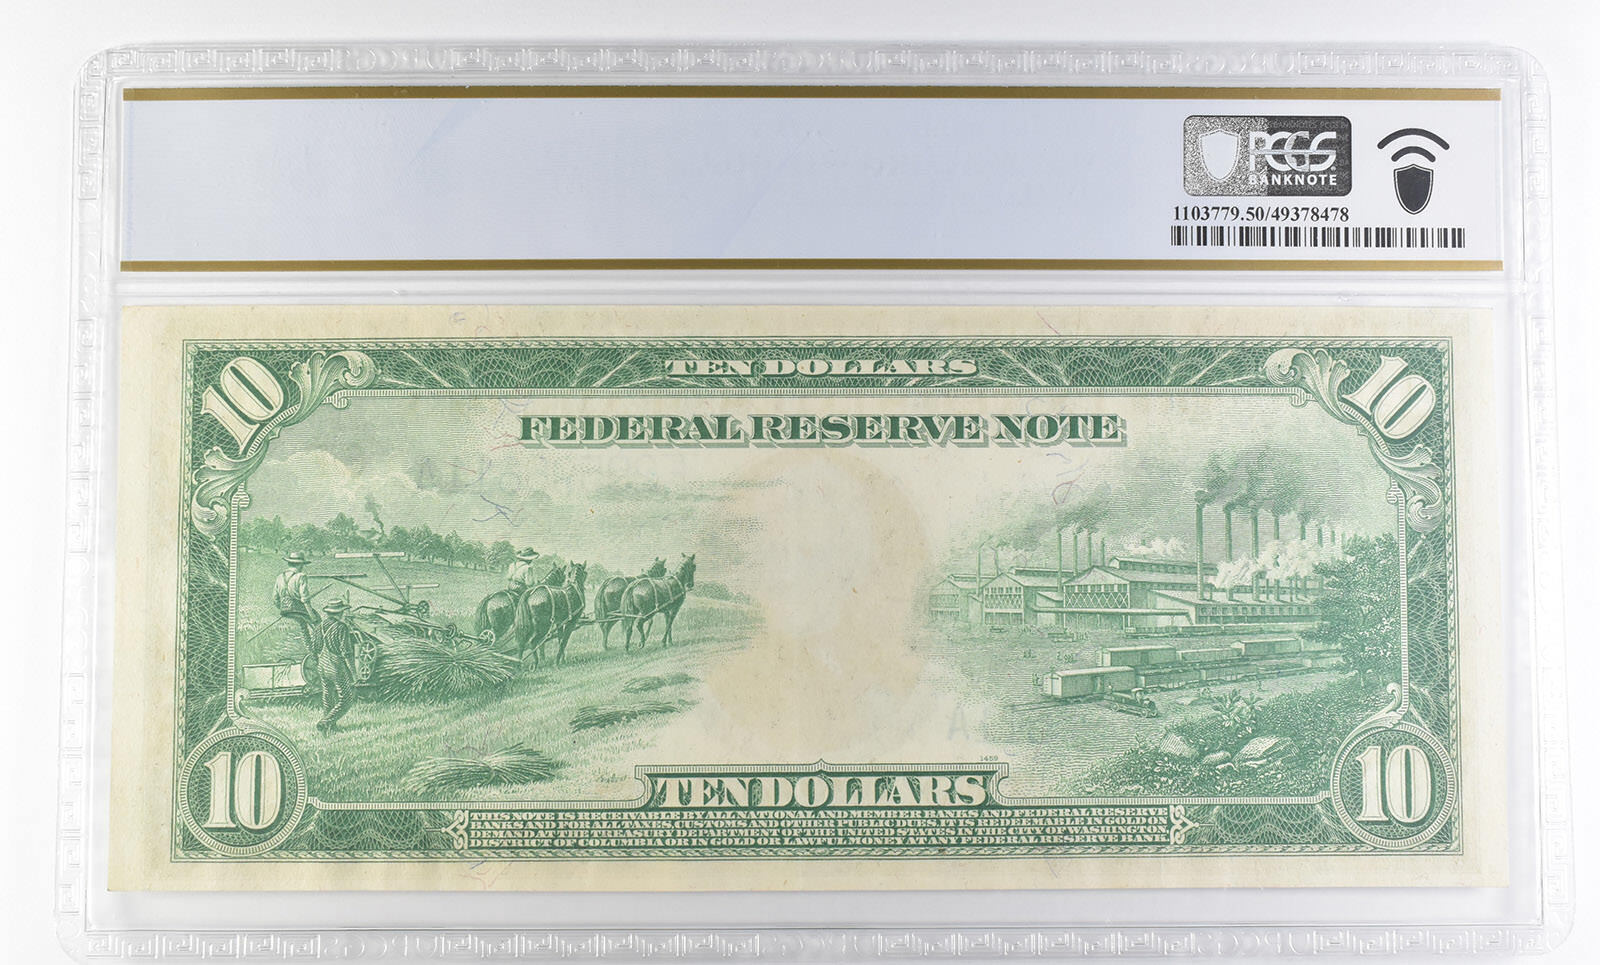 PCGS
BANKNOTE
1103779.50/49378478
10 TEN DOLLARS 10
FEDERAL RESERVE NOTE
1459
10 TEN DOLLARS 10
THIS NOTE IS RECEIVABLE BY ALL NATIONAL AND MEMBER BANKS AND FEDERAL RESERVE
BANKS AND FOR ALL TAXES, CUSTOMS AND OTHER PUBLIC DUES. IT IS REDEEMABLE IN GOLD ON
DEMAND AT THE TREASURY DEPARTMENT OF THE UNITED STATES IN THE CITY OF WASHINGTON,
DISTRICT OF COLUMBIA OR IN GOLD OR LAWFUL MONEY AT ANY FEDERAL RESERVE BANK.